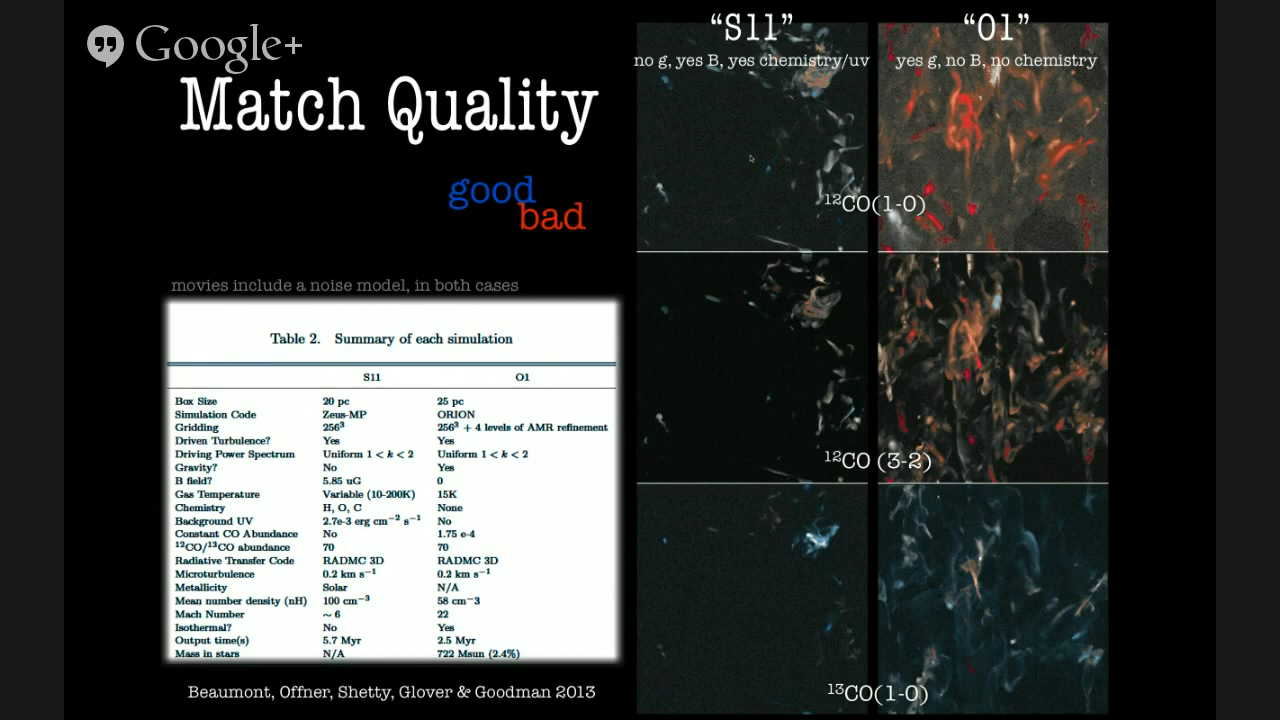 Google+
Match Quality
good
bad
movies include a noise model, in both cases
Table 2. Summary of each simulation
S11 O1
Box Size 20 pc 25 pc
Simulation Code Zeus-MP ORION
Gridding 256³ 256³ + 4 levels of AMR refinement
Driven Turbulence? Yes Yes
Driving Power Spectrum Uniform 1 < k < 2 Uniform 1 < k < 2
Gravity? No Yes
B field? 5.85 uG 0
Gas Temperature Variable (10-200K) 15K
Chemistry H, O, C None
Background UV 2.7e-3 erg cm⁻² s⁻¹ No
Constant CO Abundance No 1.75 e-4
¹²CO/¹³CO abundance 70 70
Radiative Transfer Code RADMC 3D RADMC 3D
Microturbulence 0.2 km s⁻¹ 0.2 km s⁻¹
Metallicity Solar N/A
Mean number density (nH) 100 cm⁻³ 58 cm−3
Mach Number ~ 6 22
Isothermal? No Yes
Output time(s) 5.7 Myr 2.5 Myr
Mass in stars N/A 722 Msun (2.4%)
Beaumont, Offner, Shetty, Glover & Goodman 2013
“S11” “O1”
no g, yes B, yes chemistry/uv yes g, no B, no chemistry
¹²CO(1-0)
¹²CO (3-2)
¹³CO(1-0)